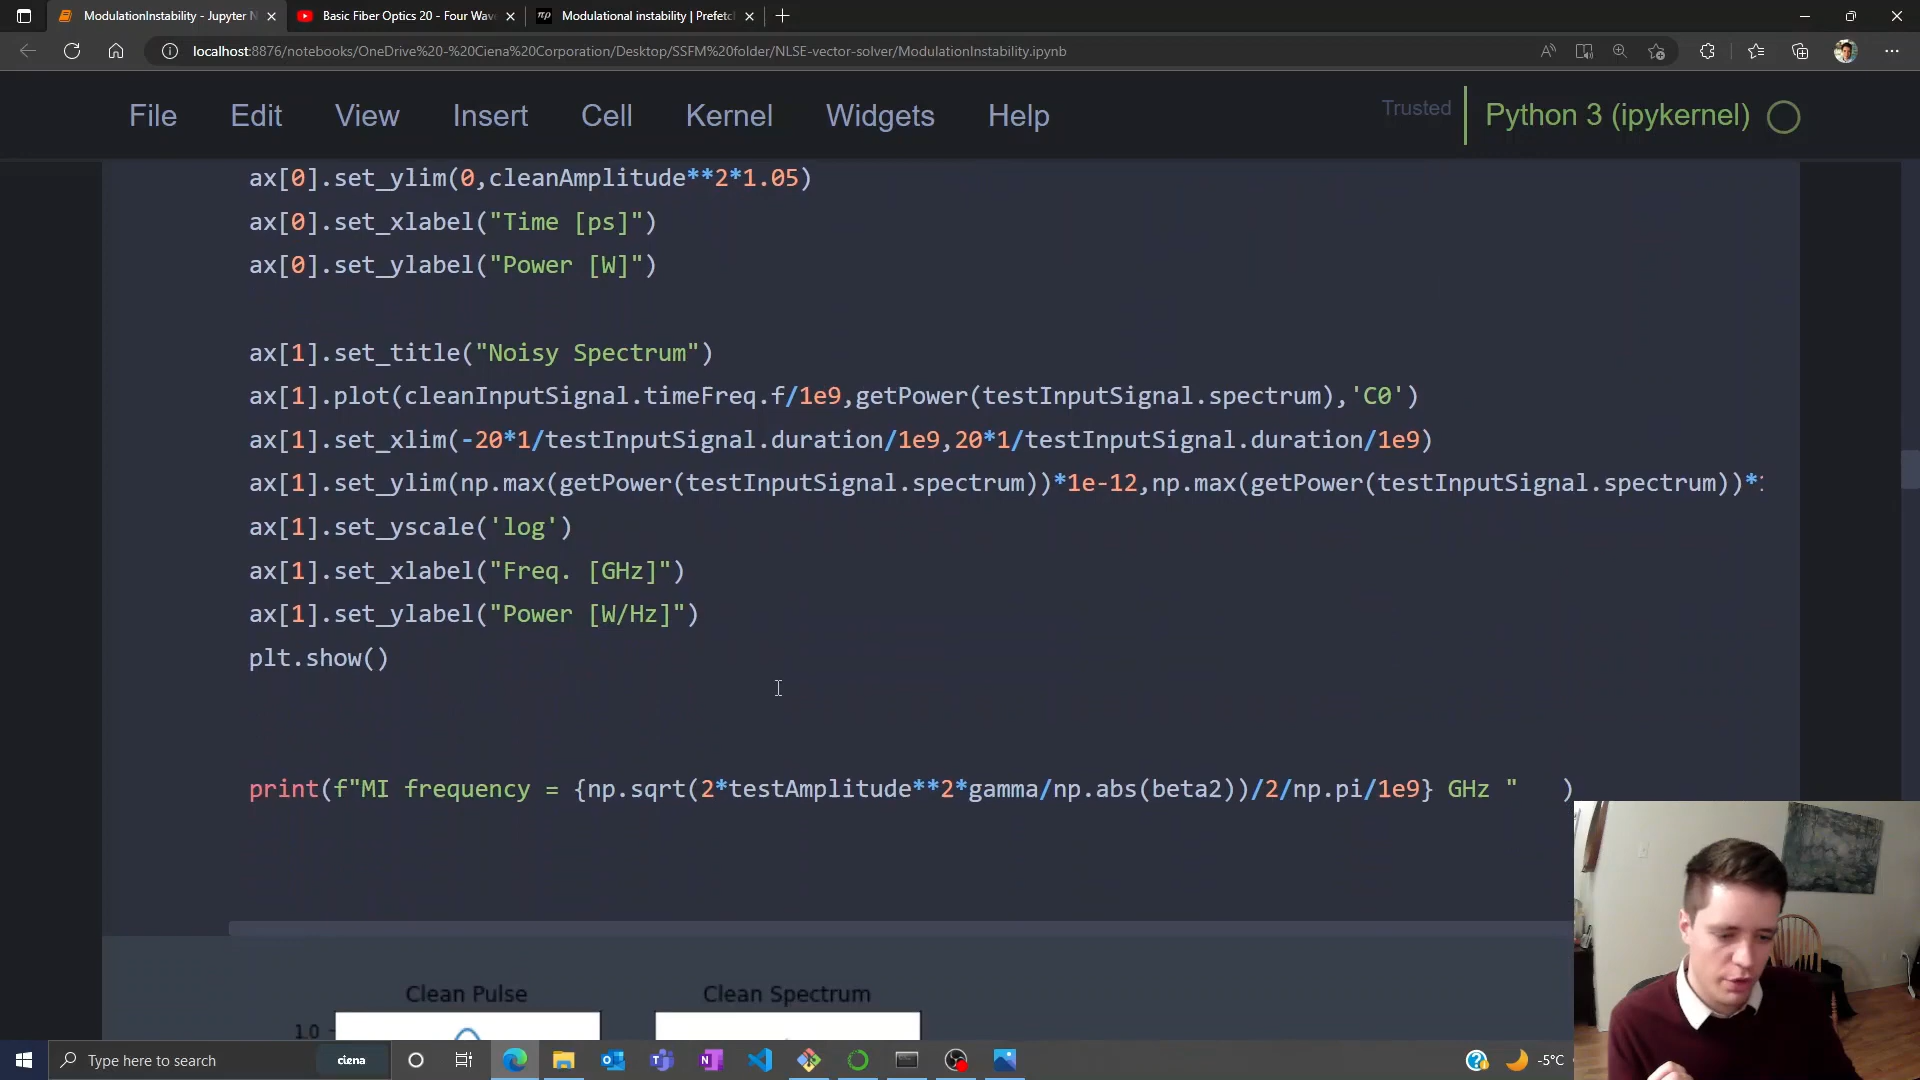 ModulationInstability - Jupyter N
Basic Fiber Optics 20 - Four Wav
Modulational instability | Prefetch
localhost:8876/notebooks/OneDrive%20-%20Ciena%20Corporation/Desktop/SSFM%20folder/NLSE-vector-solver/ModulationInstability.ipynb
File Edit View Insert Cell Kernel Widgets Help Trusted Python 3 (ipykernel)
ax[0].set_ylim(0,cleanAmplitude**2*1.05)
ax[0].set_xlabel("Time [ps]")
ax[0].set_ylabel("Power [W]")
ax[1].set_title("Noisy Spectrum")
ax[1].plot(cleanInputSignal.timeFreq.f/1e9,getPower(testInputSignal.spectrum),'C0')
ax[1].set_xlim(-20*1/testInputSignal.duration/1e9,20*1/testInputSignal.duration/1e9)
ax[1].set_ylim(np.max(getPower(testInputSignal.spectrum))*1e-12,np.max(getPower(testInputSignal.spectrum))*
ax[1].set_yscale('log')
ax[1].set_xlabel("Freq. [GHz]")
ax[1].set_ylabel("Power [W/Hz]")
plt.show()
print(f"MI frequency = {np.sqrt(2*testAmplitude**2*gamma/np.abs(beta2))/2/np.pi/1e9} GHz " )
Clean Pulse
Clean Spectrum
1.0
Type here to search
ciena
-5°C